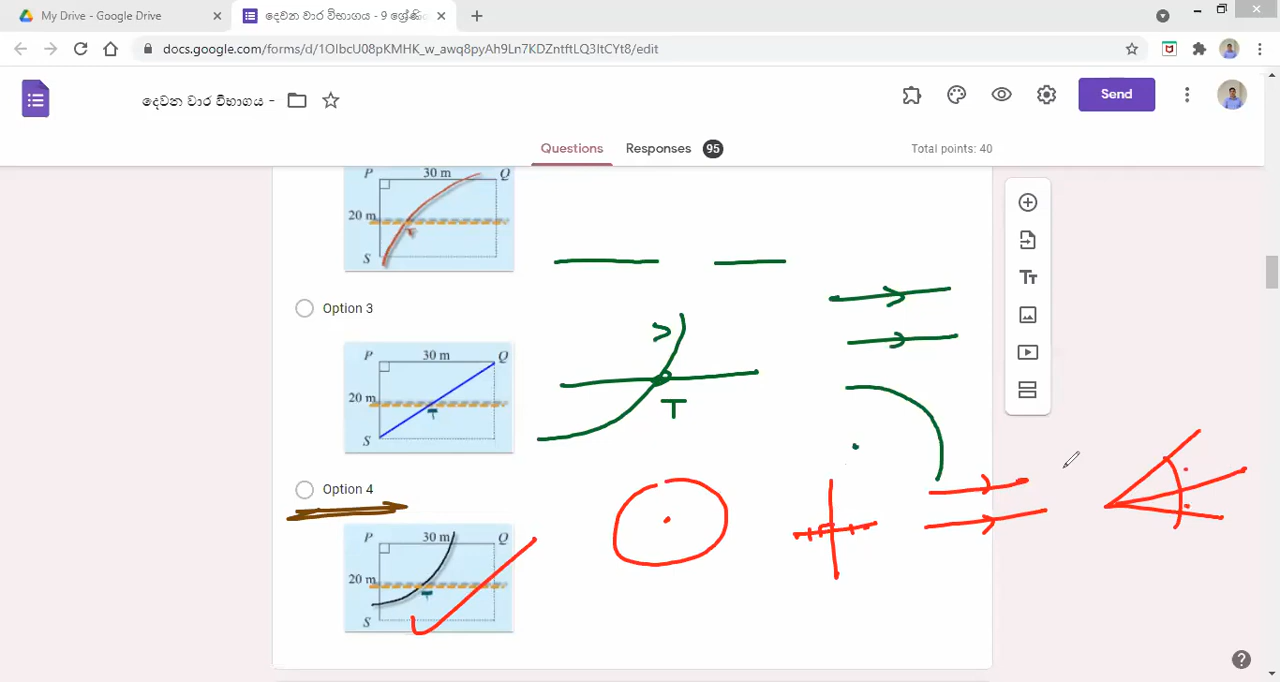 My Drive - Google Drive
දෙවන වාර විභාගය - 9 ශ්‍රේණිය
docs.google.com/forms/d/1OlbcU08pKMHK_w_awq8pyAh9Ln7KDZntftLQ3ItCYt8/edit
දෙවන වාර විභාගය -
Send
Questions
Responses 95
Total points: 40
P 30 m Q
20 m
T
S
Option 3
P 30 m Q
20 m
T
S
T
Option 4
P 30 m Q
20 m
T
S